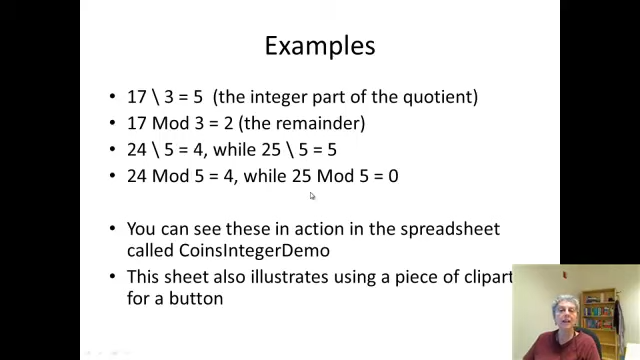 Examples
• 17 \ 3 = 5 (the integer part of the quotient)
• 17 Mod 3 = 2 (the remainder)
• 24 \ 5 = 4, while 25 \ 5 = 5
• 24 Mod 5 = 4, while 25 Mod 5 = 0
• You can see these in action in the spreadsheet
called CoinsIntegerDemo
• This sheet also illustrates using a piece of clipart
for a button